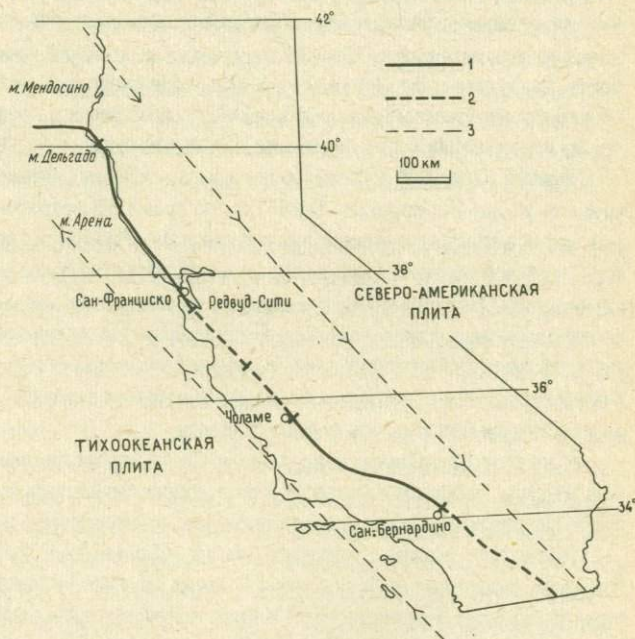 42°
м. Мендосино
1
2
3
100 км
м. Дельгадо
40°
м. Арена
38°
Сан-Франциско
Редвуд-Сити
СЕВЕРО-АМЕРИКАНСКАЯ
ПЛИТА
36°
Чоламе
ТИХООКЕАНСКАЯ
ПЛИТА
34°
Сан-Бернардино